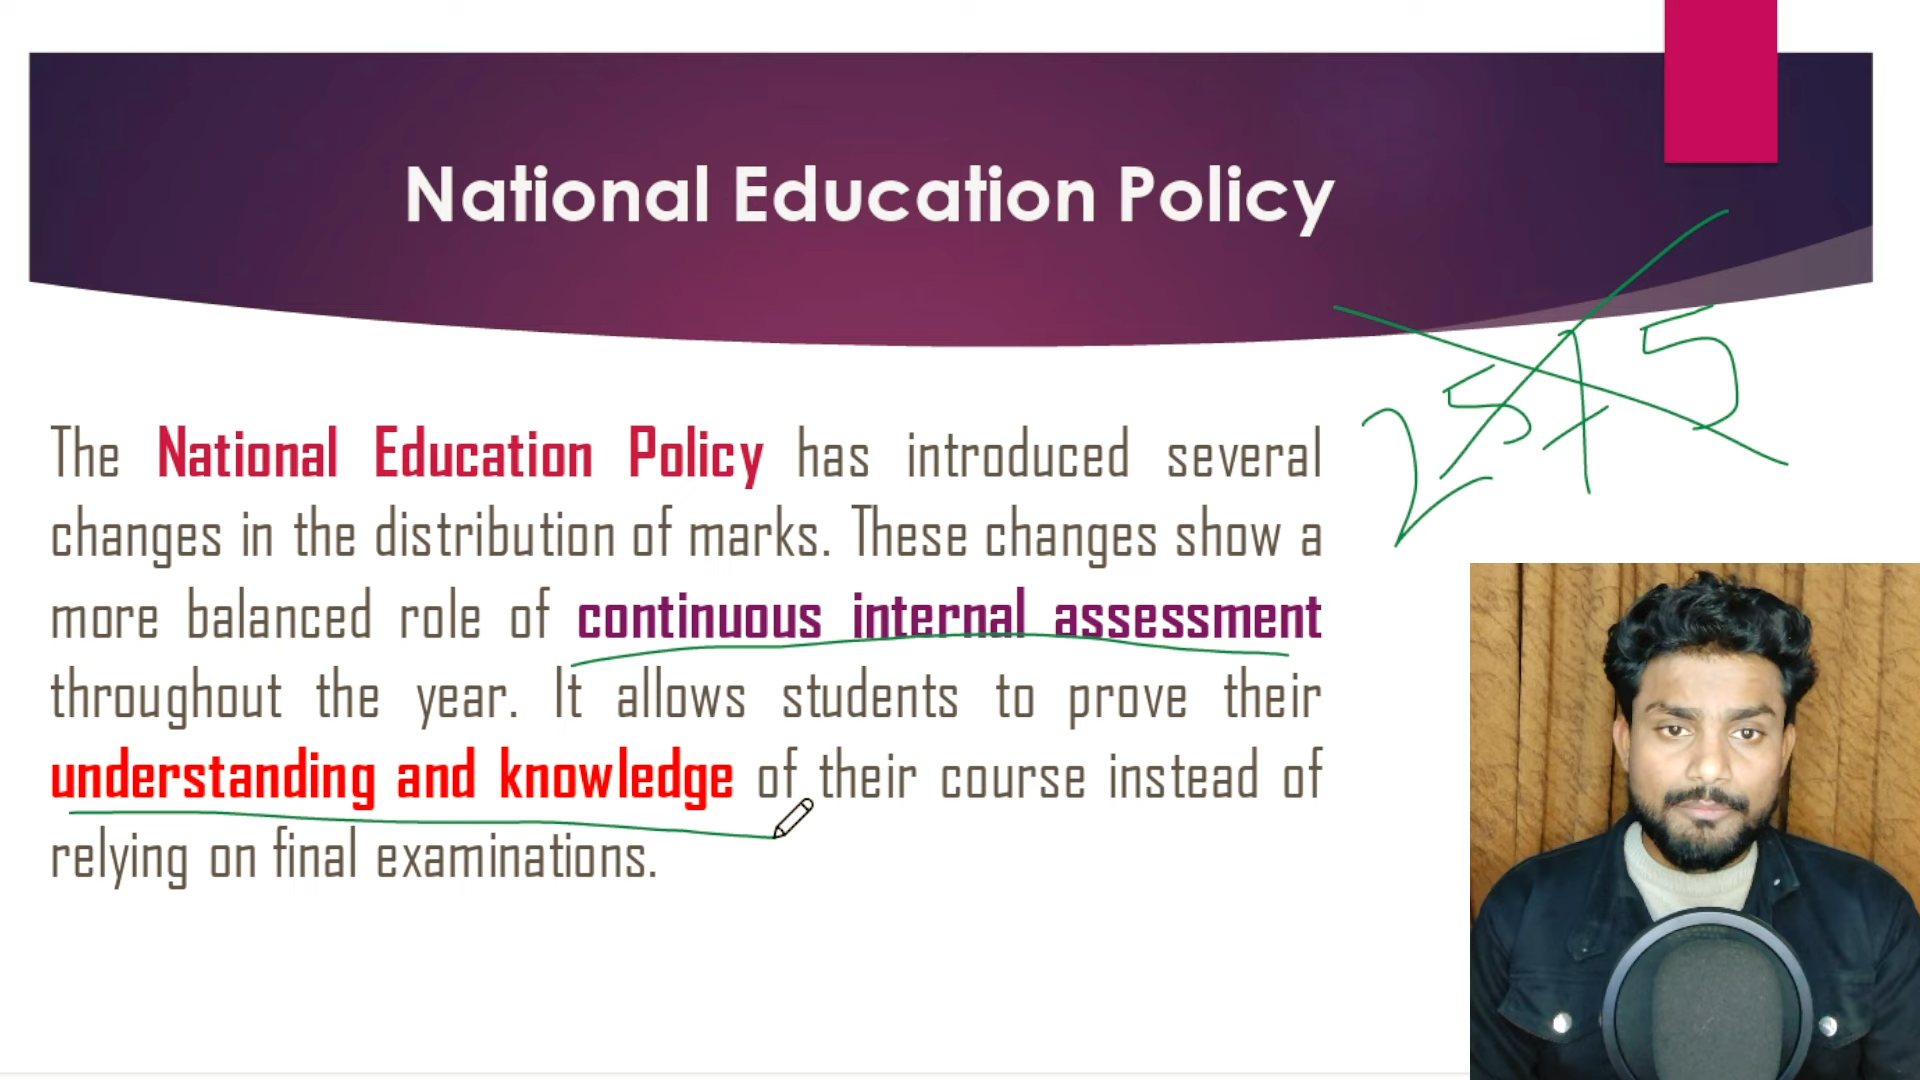 National Education Policy
25 75
The National Education Policy has introduced several
changes in the distribution of marks. These changes show a
more balanced role of continuous internal assessment
throughout the year. It allows students to prove their
understanding and knowledge of their course instead of
relying on final examinations.